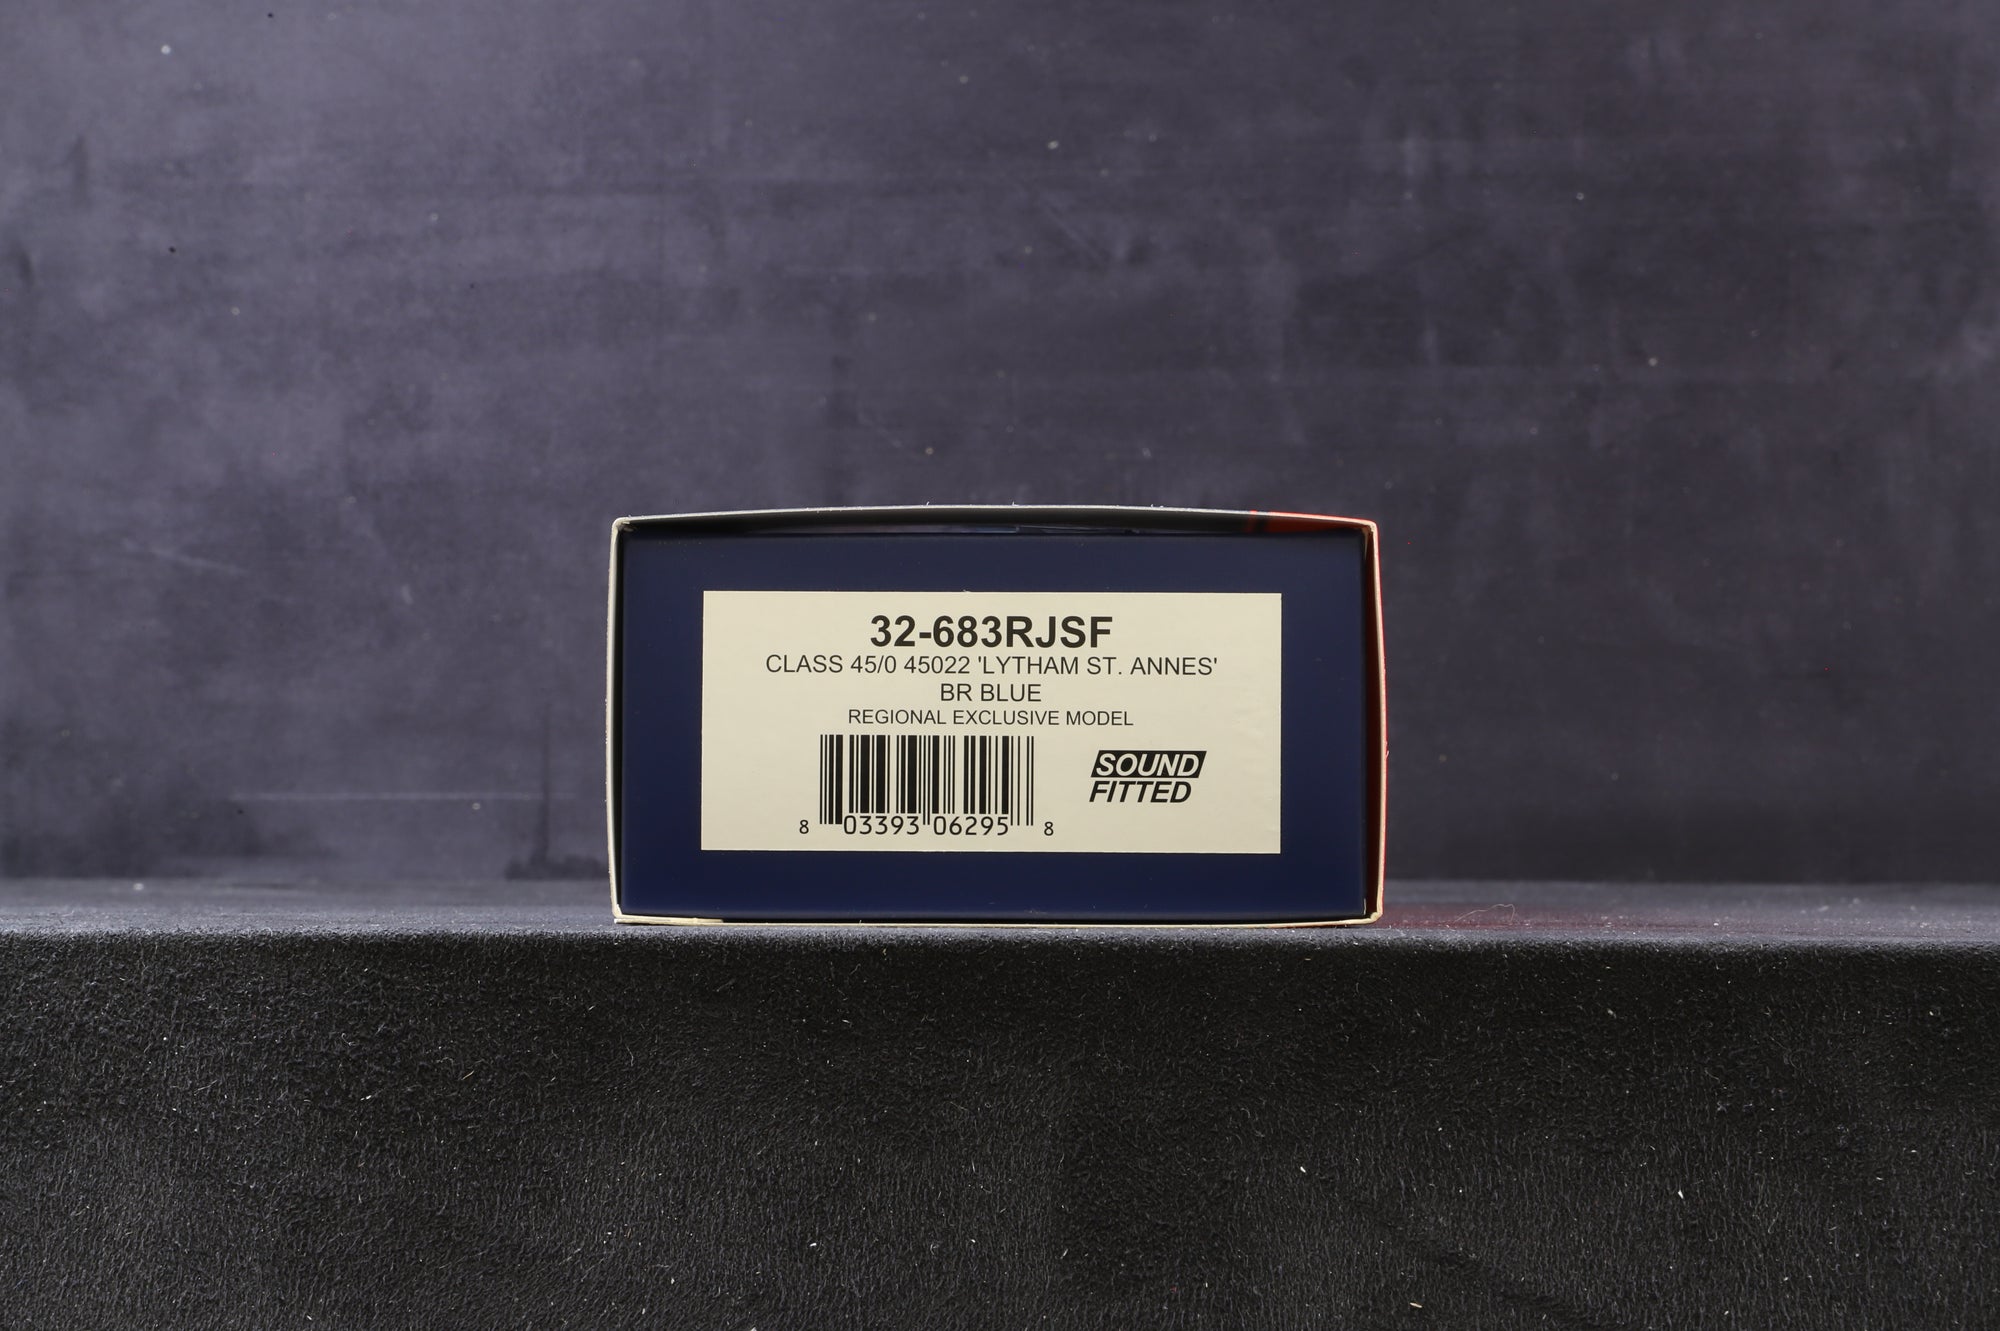 32-683RJSF
CLASS 45/0 45022 'LYTHAM ST. ANNES'
BR BLUE
REGIONAL EXCLUSIVE MODEL
SOUND
FITTED
8 03393 06295 8